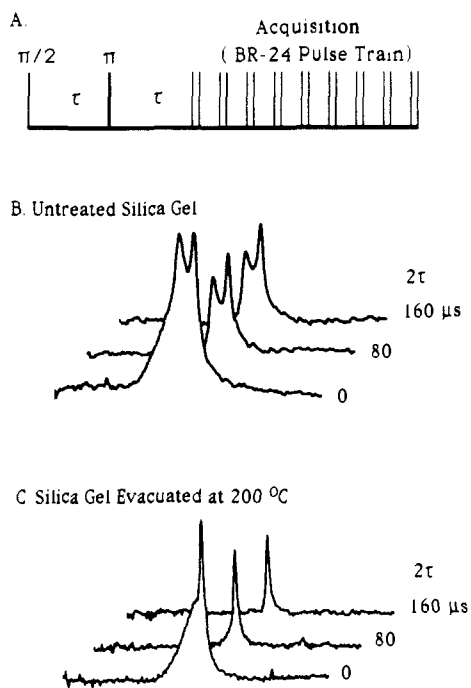 A.
Acquisition
( BR-24 Pulse Train)
π/2
π
τ
τ
B. Untreated Silica Gel
2τ
160 μs
80
0
C Silica Gel Evacuated at 200 °C
2τ
160 μs
80
0